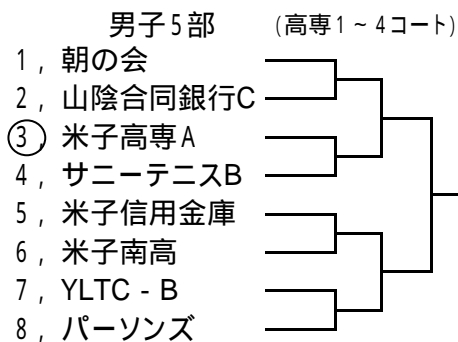 男子5部 (高専1~4コート)
1, 朝の会
2, 山陰合同銀行C
3, 米子高専A
4, サニーテニスB
5, 米子信用金庫
6, 米子南高
7, YLTC - B
8, パーソンズ